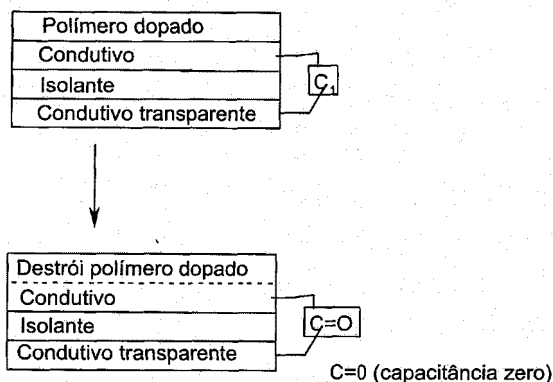 Polímero dopado
Condutivo
C₁
Isolante
Condutivo transparente
Destrói polímero dopado
Condutivo
C=O
Isolante
Condutivo transparente
C=0 (capacitância zero)